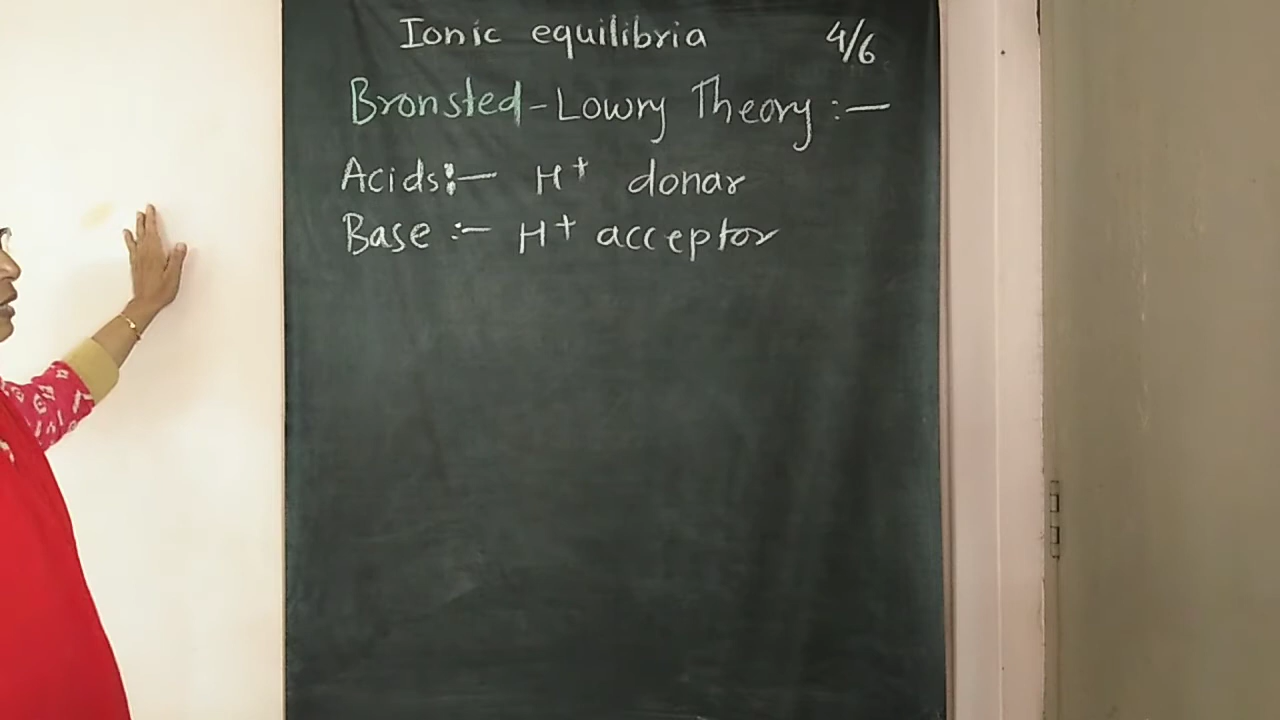 Ionic equilibria 4/6
Bronsted-Lowry Theory :-
Acids:- H⁺ donar
Base :- H⁺ acceptor